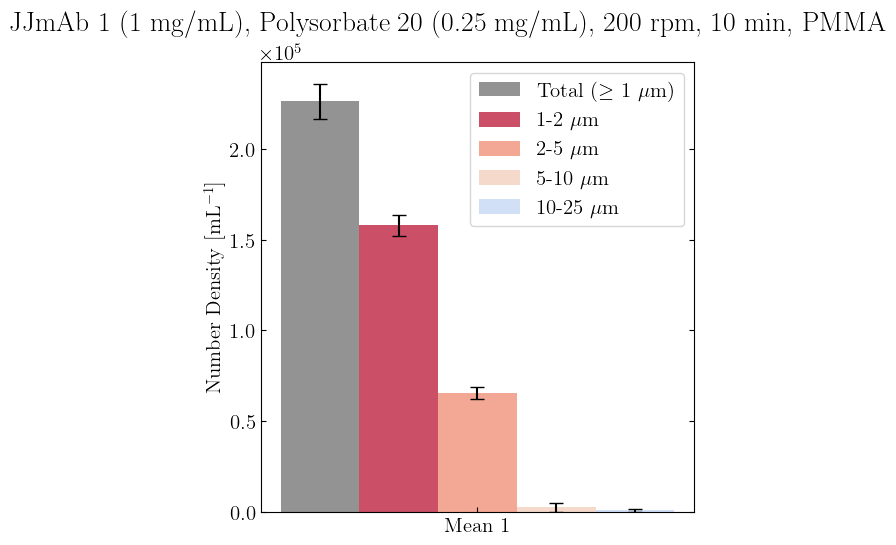 JJmAb 1 (1 mg/mL), Polysorbate 20 (0.25 mg/mL), 200 rpm, 10 min, PMMA
×10⁵
Total (≥ 1 μm)
1-2 μm
2-5 μm
5-10 μm
10-25 μm
Number Density [mL⁻¹]
2.0
1.5
1.0
0.5
0.0
Mean 1